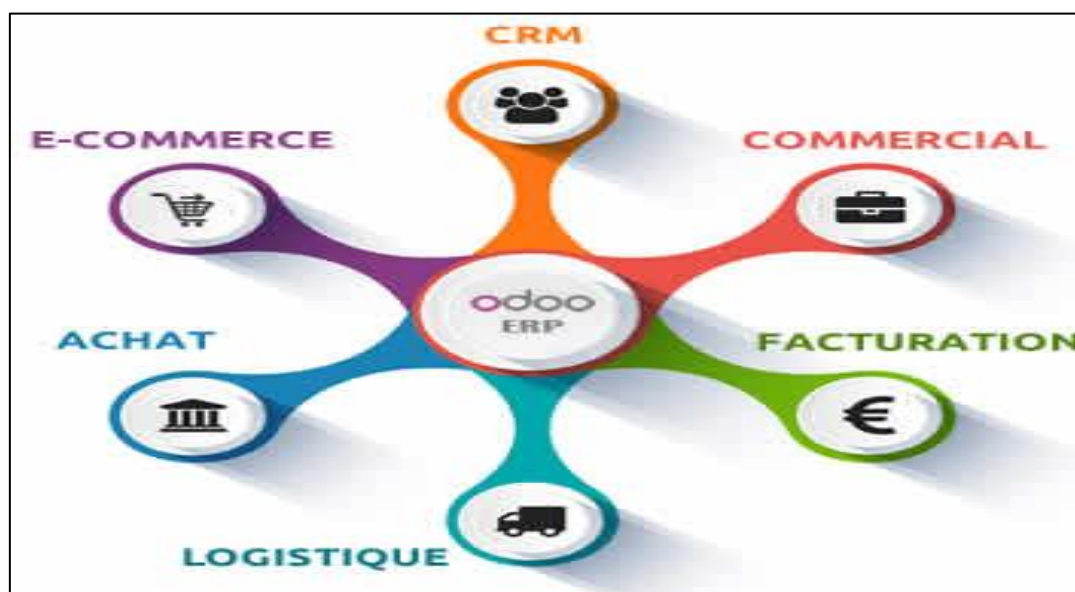 CRM
E-COMMERCE
COMMERCIAL
odoo
ERP
ACHAT
FACTURATION
LOGISTIQUE